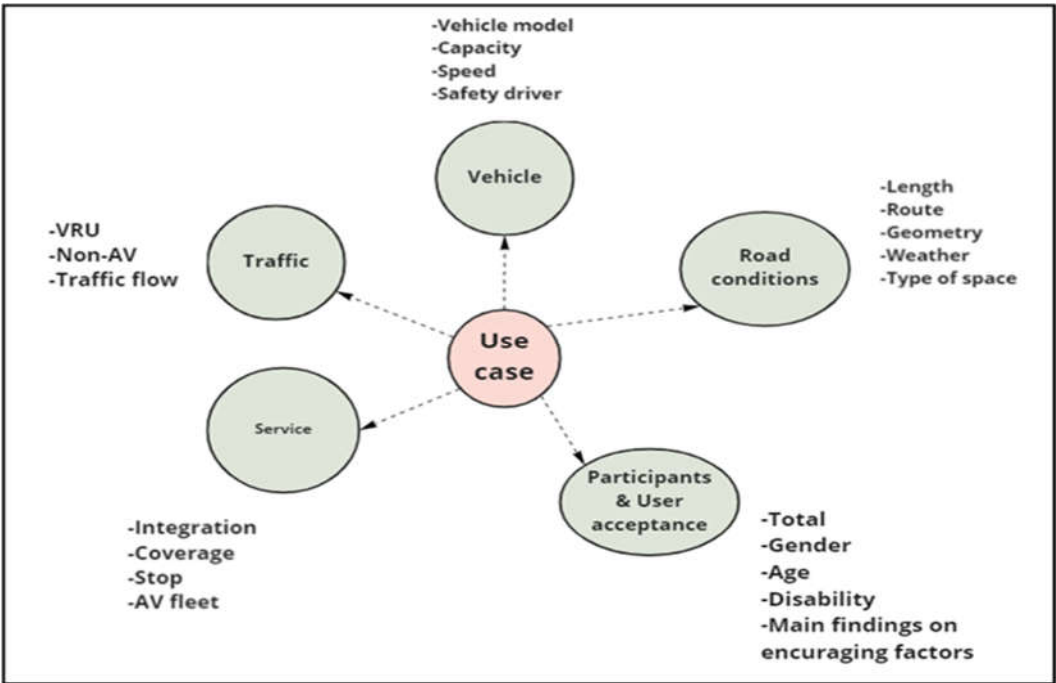 -Vehicle model
-Capacity
-Speed
-Safety driver
Vehicle
-VRU
-Non-AV
-Traffic flow
Traffic
Road
conditions
-Length
-Route
-Geometry
-Weather
-Type of space
Use
case
Service
-Integration
-Coverage
-Stop
-AV fleet
Participants
& User
acceptance
-Total
-Gender
-Age
-Disability
-Main findings on
encuraging factors